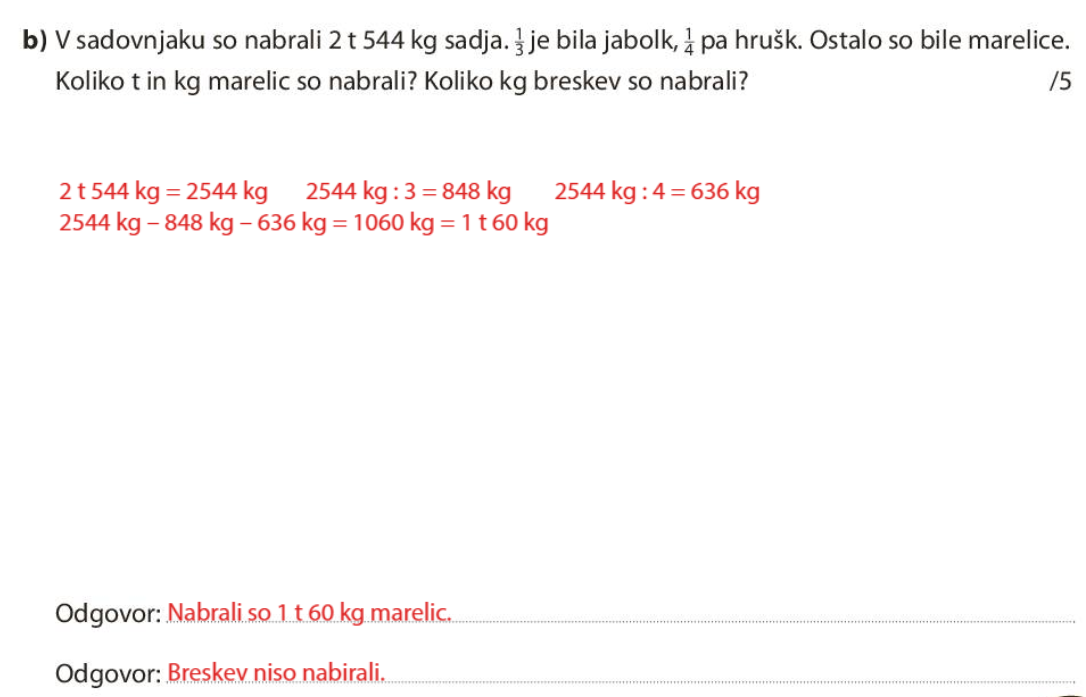 b) V sadovnjaku so nabrali 2 t 544 kg sadja. 1/3 je bila jabolk, 1/4 pa hrušk. Ostalo so bile marelice.
Koliko t in kg marelic so nabrali? Koliko kg breskev so nabrali? /5
2 t 544 kg = 2544 kg 2544 kg : 3 = 848 kg 2544 kg : 4 = 636 kg
2544 kg – 848 kg – 636 kg = 1060 kg = 1 t 60 kg
Odgovor: Nabrali so 1 t 60 kg marelic.
Odgovor: Breskev niso nabirali.